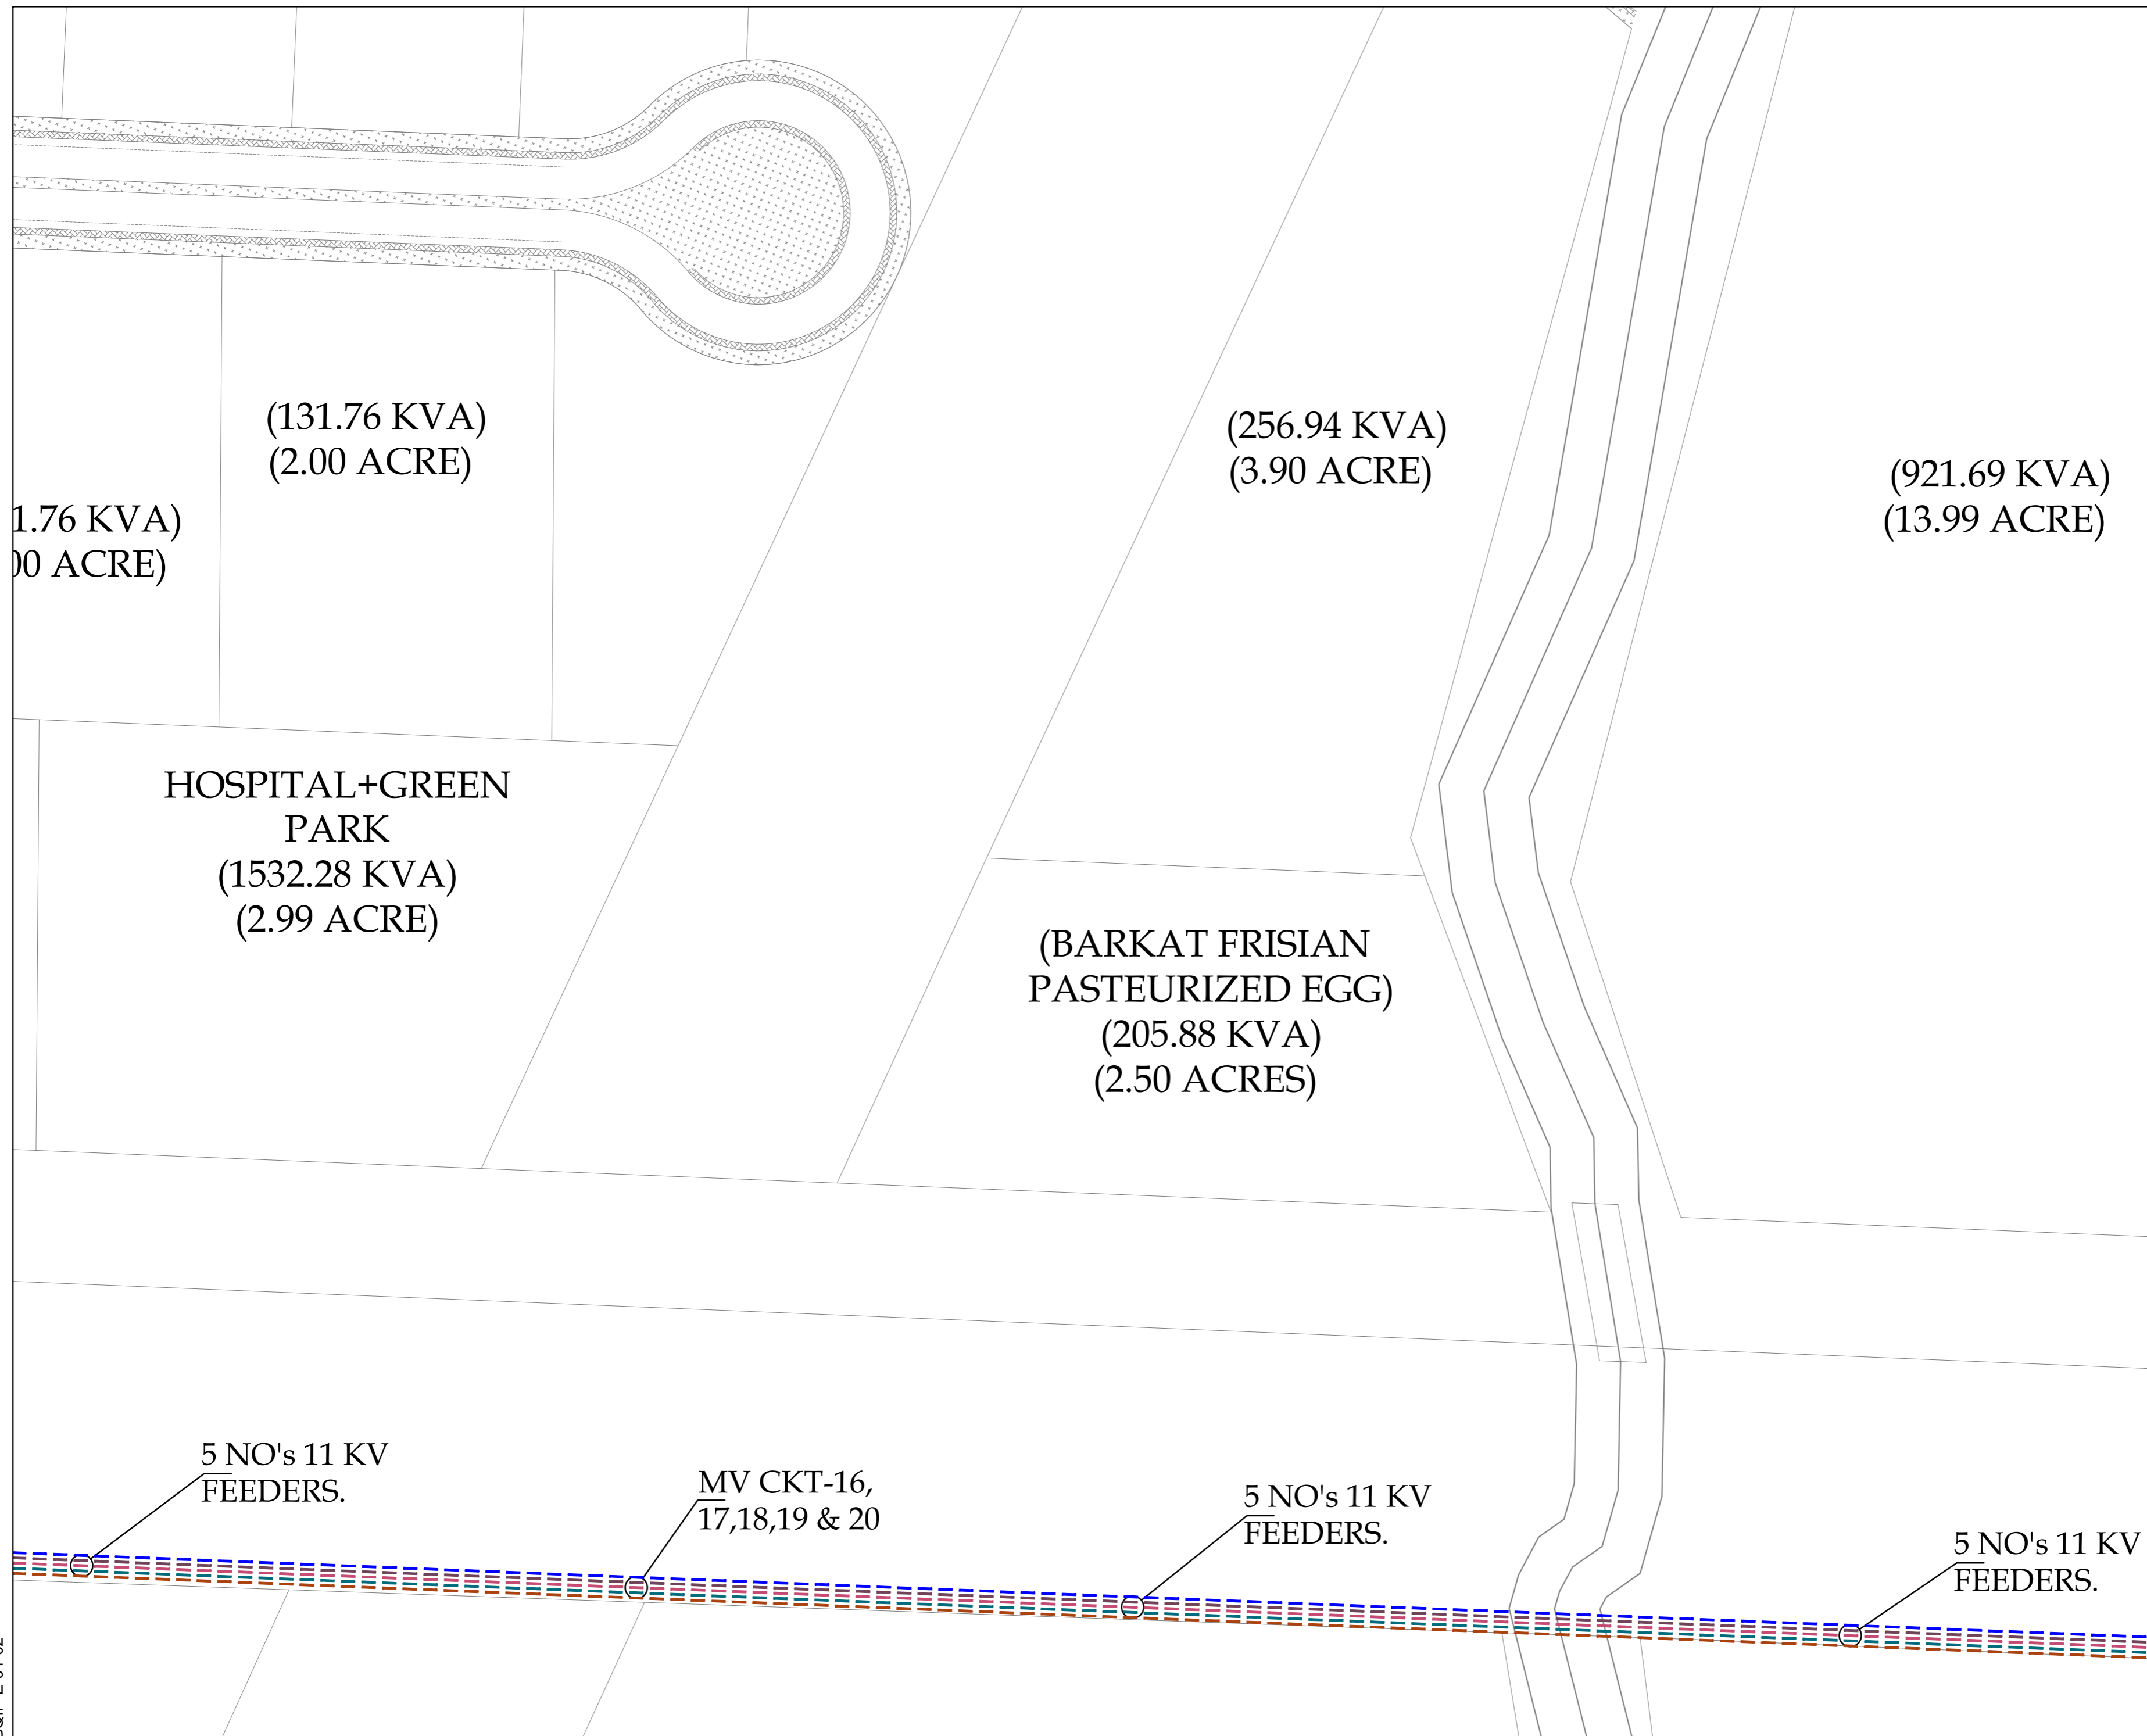 (131.76 KVA)
(2.00 ACRE)
(256.94 KVA)
(3.90 ACRE)
(921.69 KVA)
(13.99 ACRE)
1.76 KVA)
00 ACRE)
HOSPITAL+GREEN
PARK
(1532.28 KVA)
(2.99 ACRE)
(BARKAT FRISIAN
PASTEURIZED EGG)
(205.88 KVA)
(2.50 ACRES)
5 NO's 11 KV
FEEDERS.
MV CKT-16,
17,18,19 & 20
5 NO's 11 KV
FEEDERS.
5 NO's 11 KV
FEEDERS.